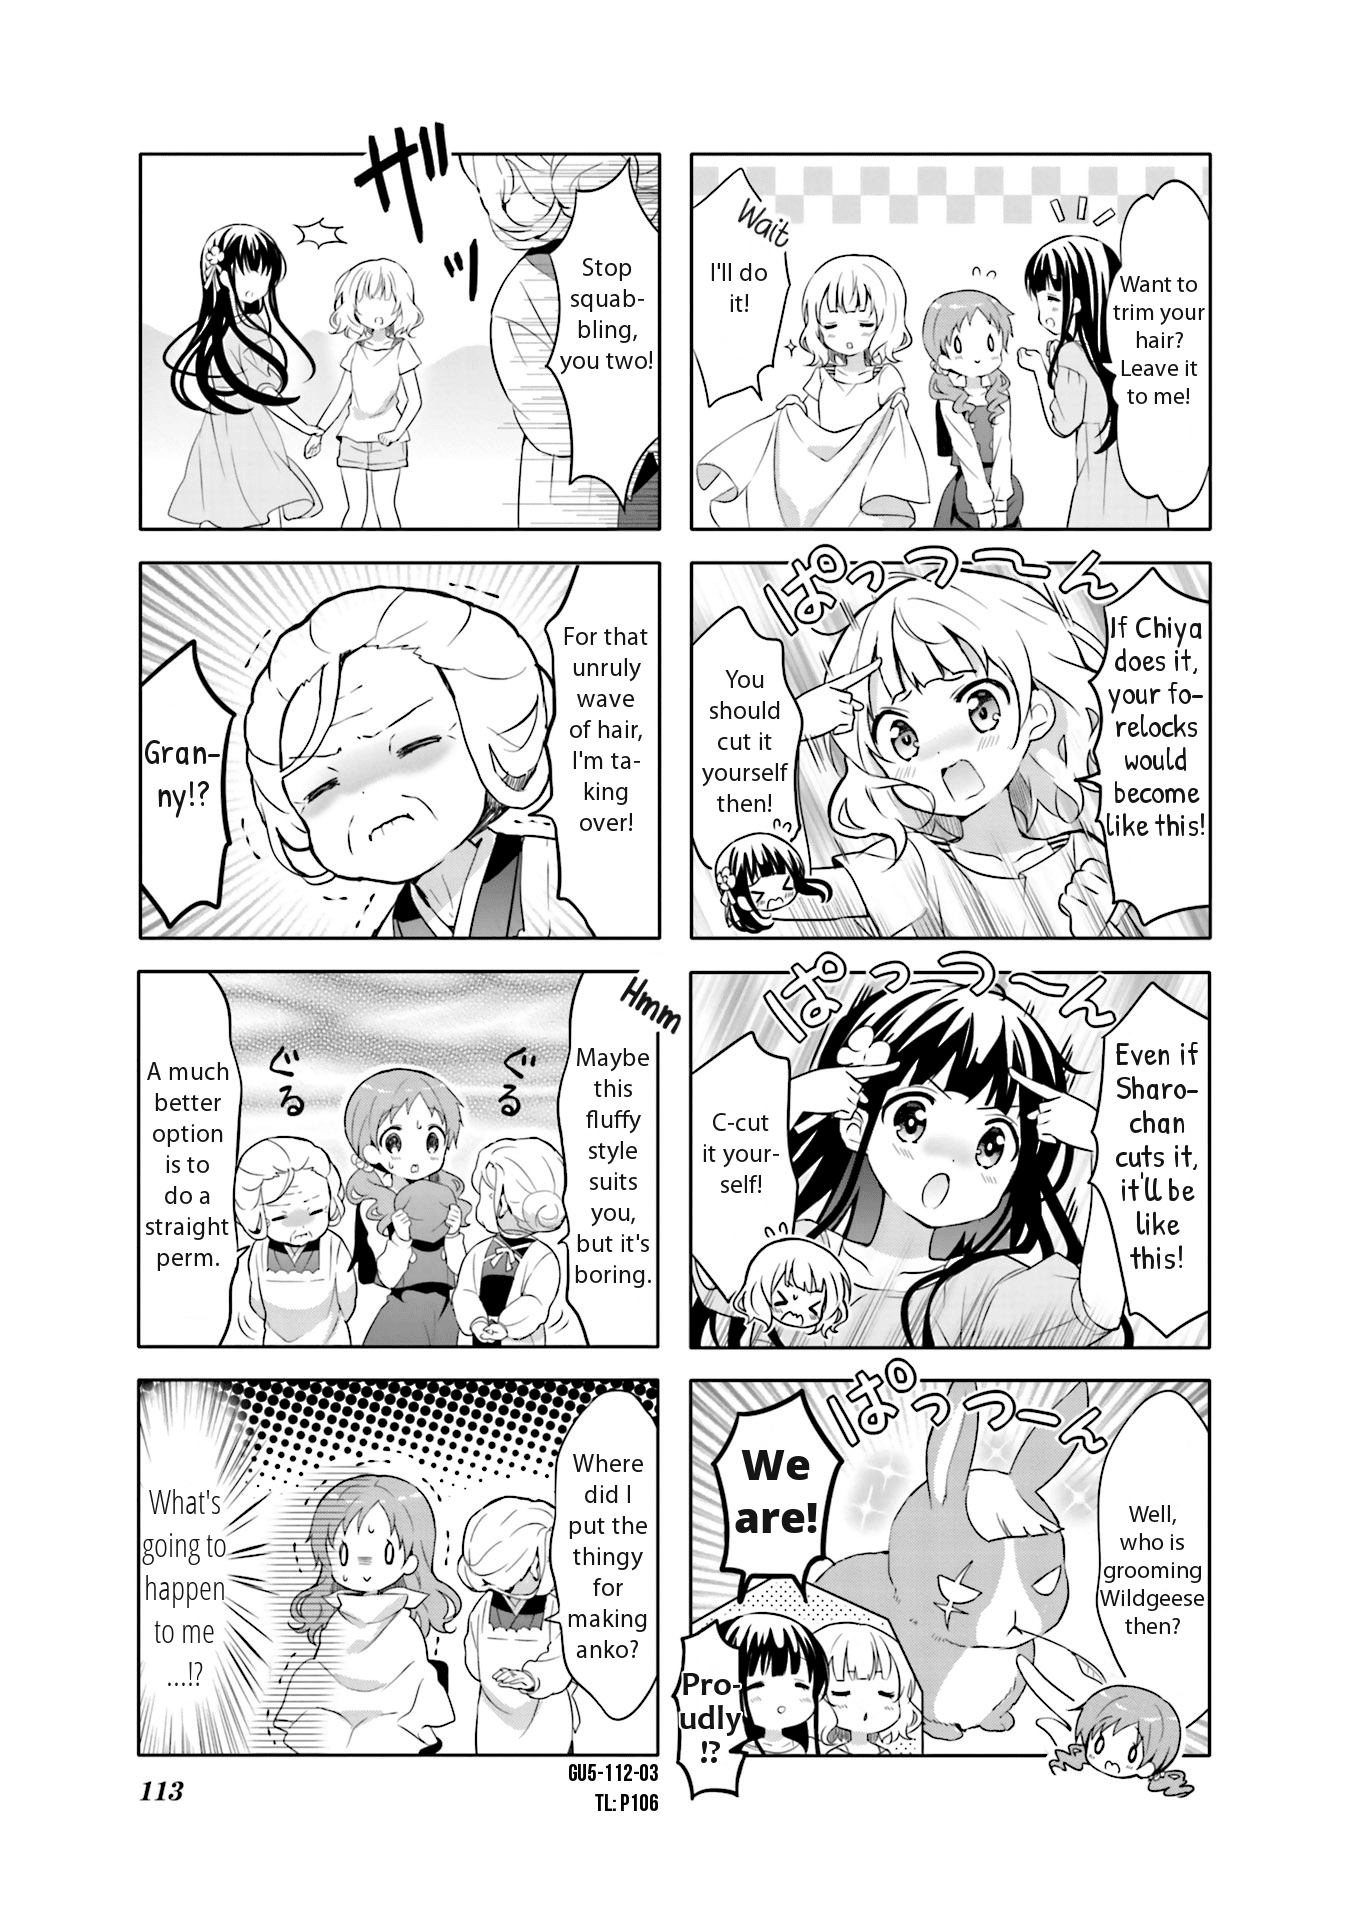 Want to
trim your
hair?
Leave it
to me!
Wait
I'll do
it!
ぱっつ〜ん
If Chiya
does it,
your fo-
relocks
would
become
like this!
You
should
cut it
yourself
then!
ぱっつーん
Even if
Sharo-
chan
cuts it,
it'll be
like
this!
C-cut
it your-
self!
ぱっつーん
Well,
who is
grooming
Wildgeese
then?
We
are!
Pro-
udly
!?
ザッ
ッ
Stop
squab-
bling,
you two!
For that
unruly
wave
of hair,
I'm ta-
king
over!
Gran-
ny!?
Hmm
Maybe
this
fluffy
style
suits
you,
but it's
boring.
ぐる
ぐる
A much
better
option
is to
do a
straight
perm.
Where
did I
put the
thingy
for
making
anko?
What's
going to
happen
to me
...!?
113
GU5-112-03
TL: P106